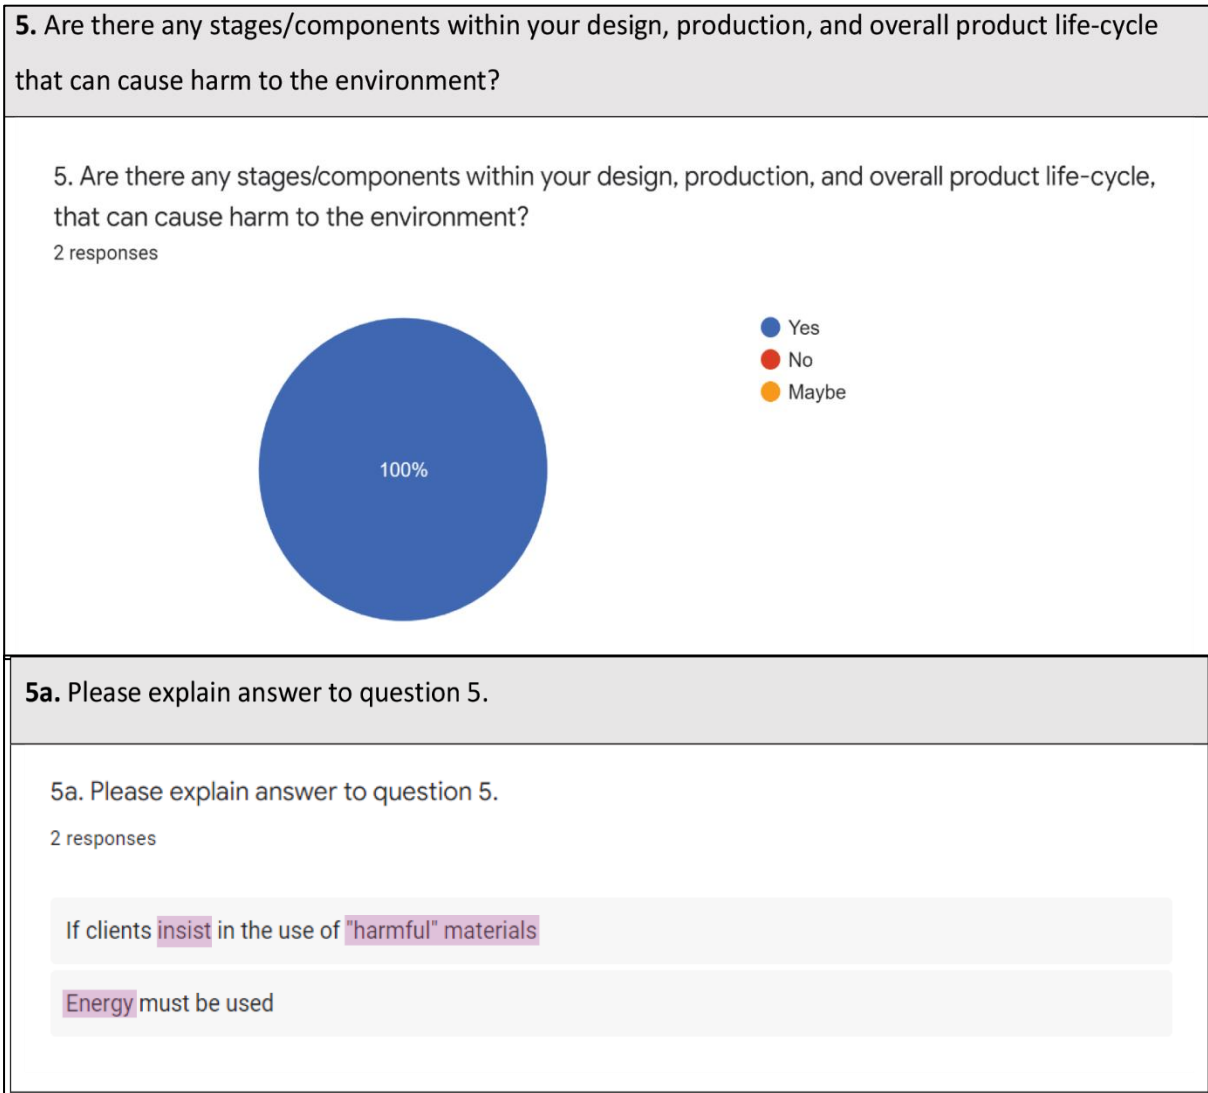 5. Are there any stages/components within your design, production, and overall product life-cycle
that can cause harm to the environment?
5. Are there any stages/components within your design, production, and overall product life-cycle,
that can cause harm to the environment?
2 responses
100%
Yes
No
Maybe
5a. Please explain answer to question 5.
5a. Please explain answer to question 5.
2 responses
If clients insist in the use of "harmful" materials
Energy must be used